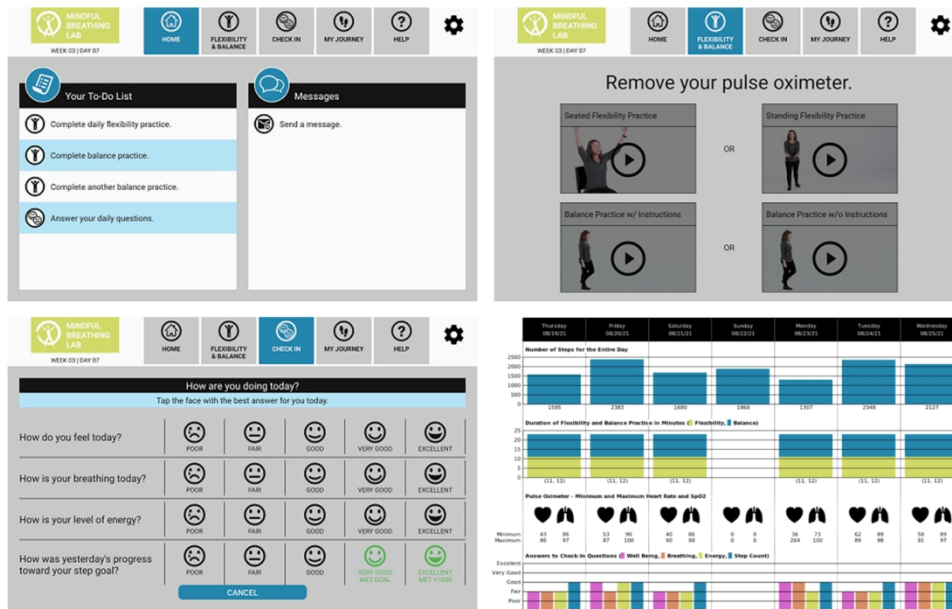 MINDFUL
BREATHING
LAB
WEEK 03 | DAY 07
HOME
FLEXIBILITY
& BALANCE
CHECK IN
MY JOURNEY
HELP
Your To-Do List
Complete daily flexibility practice.
Complete balance practice.
Complete another balance practice.
Answer your daily questions.
Messages
Send a message.
MINDFUL
BREATHING
LAB
WEEK 03 | DAY 07
HOME
FLEXIBILITY
& BALANCE
CHECK IN
MY JOURNEY
HELP
Remove your pulse oximeter.
Seated Flexibility Practice
OR
Standing Flexibility Practice
Balance Practice w/ Instructions
OR
Balance Practice w/o Instructions
MINDFUL
BREATHING
LAB
WEEK 03 | DAY 07
HOME
FLEXIBILITY
& BALANCE
CHECK IN
MY JOURNEY
HELP
How are you doing today?
Tap the face with the best answer for you today.
How do you feel today?
POOR FAIR GOOD VERY GOOD EXCELLENT
How is your breathing today?
POOR FAIR GOOD VERY GOOD EXCELLENT
How is your level of energy?
POOR FAIR GOOD VERY GOOD EXCELLENT
How was yesterday's progress
toward your step goal?
POOR FAIR GOOD VERY GOOD EXCELLENT
MET GOAL MET +1000
CANCEL
Thursday Friday Saturday Sunday Monday Tuesday Wednesday
08/19/21 08/20/21 08/21/21 08/22/21 08/23/21 08/24/21 08/25/21
Number of Steps for the Entire Day
2500
2000
1500
1000
500
0
1585 2383 1680 1868 1307 2348 2127
Duration of Flexibility and Balance Practice in Minutes (Flexibility, Balance)
25
20
15
10
5
0
(11, 12) (11, 12) (11, 12) (11, 12) (11, 12) (11, 12)
Pulse Oximeter - Minimum and Maximum Heart Rate and SpO2
Minimum 43 86 53 90 40 86 0 0 36 73 62 89 58 89
Maximum 86 97 87 100 90 98 0 0 264 100 89 98 91 97
Answers to Check-In Questions (Well Being, Breathing, Energy, Step Count)
Excellent
Very Good
Good
Fair
Poor